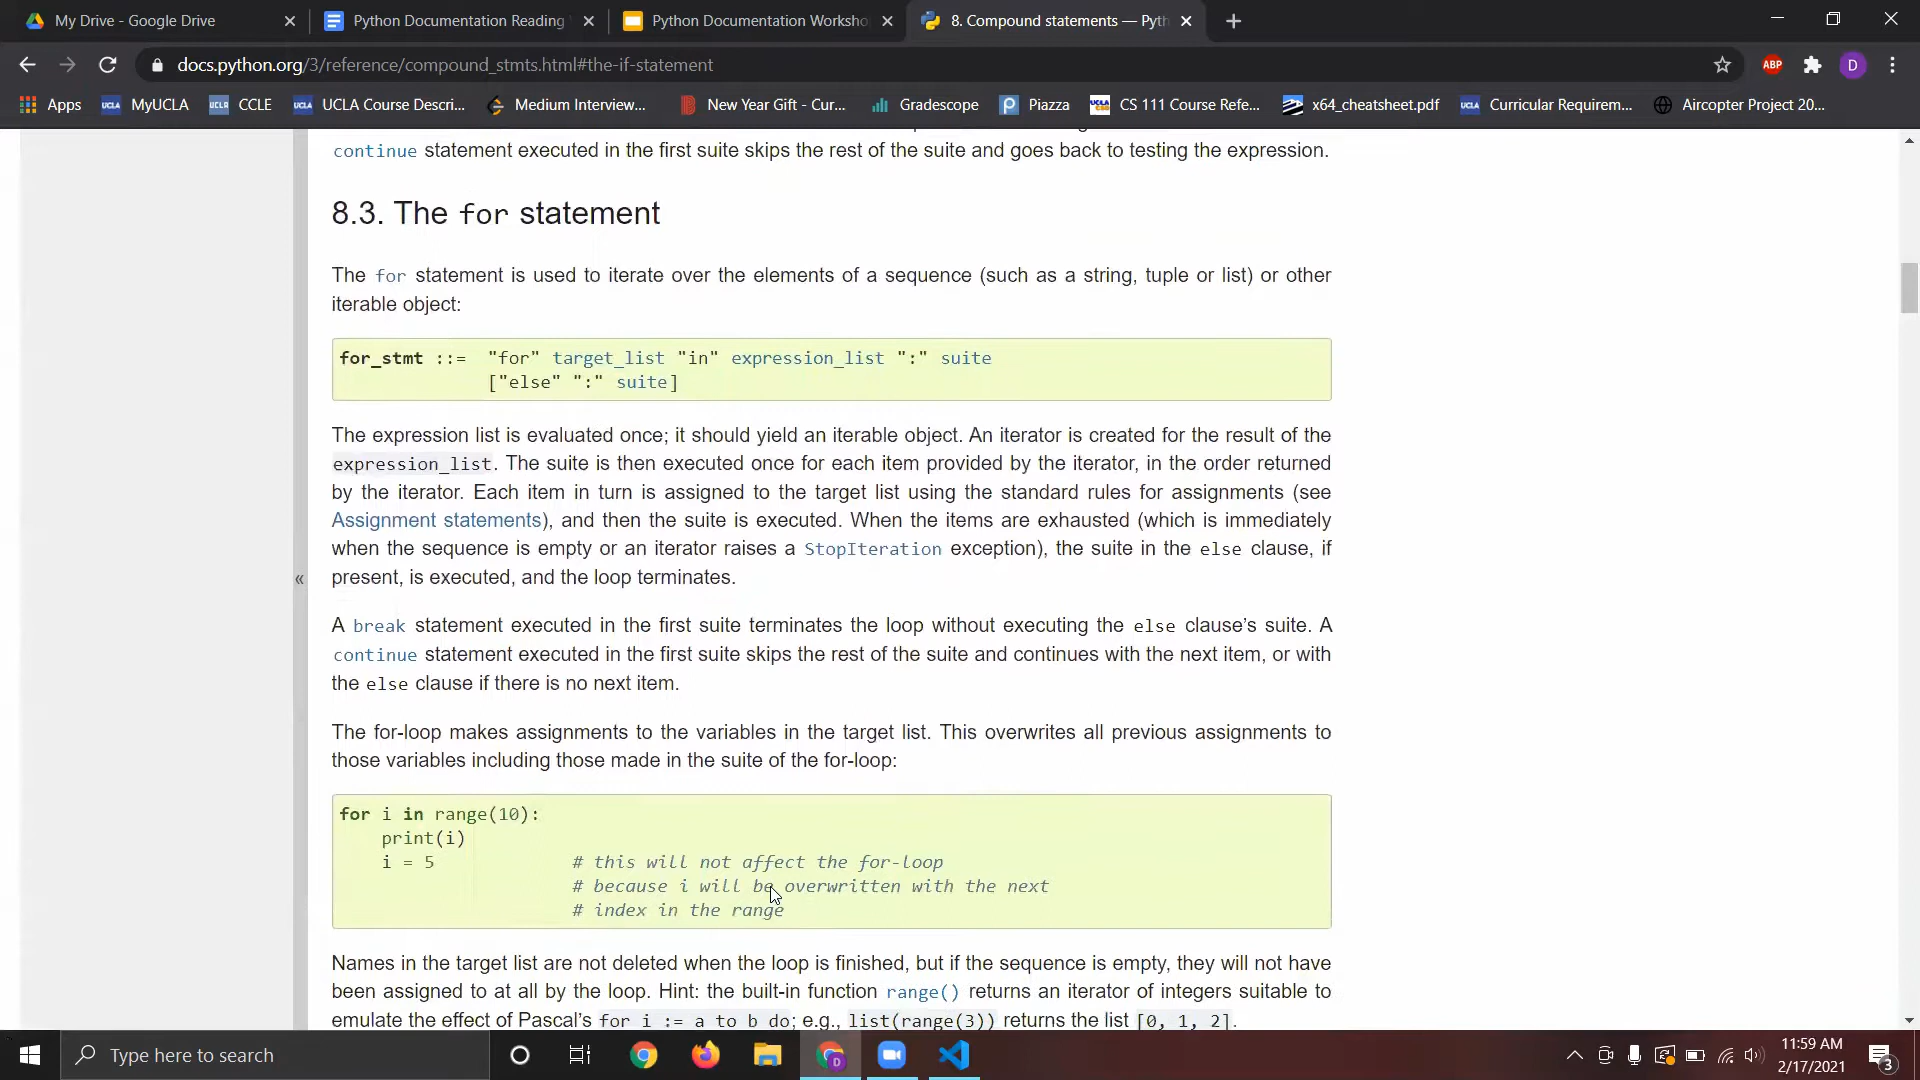 My Drive - Google Drive
Python Documentation Reading
Python Documentation Worksho
8. Compound statements — Pyth
docs.python.org/3/reference/compound_stmts.html#the-if-statement
ABP
D
Apps
MyUCLA
CCLE
UCLA Course Descri...
Medium Interview...
New Year Gift - Cur...
Gradescope
Piazza
CS 111 Course Refe...
x64_cheatsheet.pdf
Curricular Requirem...
Aircopter Project 20...
continue statement executed in the first suite skips the rest of the suite and goes back to testing the expression.
8.3. The for statement
The for statement is used to iterate over the elements of a sequence (such as a string, tuple or list) or other
iterable object:
for_stmt ::= "for" target_list "in" expression_list ":" suite
["else" ":" suite]
The expression list is evaluated once; it should yield an iterable object. An iterator is created for the result of the
expression_list. The suite is then executed once for each item provided by the iterator, in the order returned
by the iterator. Each item in turn is assigned to the target list using the standard rules for assignments (see
Assignment statements), and then the suite is executed. When the items are exhausted (which is immediately
when the sequence is empty or an iterator raises a StopIteration exception), the suite in the else clause, if
present, is executed, and the loop terminates.
«
A break statement executed in the first suite terminates the loop without executing the else clause’s suite. A
continue statement executed in the first suite skips the rest of the suite and continues with the next item, or with
the else clause if there is no next item.
The for-loop makes assignments to the variables in the target list. This overwrites all previous assignments to
those variables including those made in the suite of the for-loop:
for i in range(10):
print(i)
i = 5 # this will not affect the for-loop
# because i will be overwritten with the next
# index in the range
Names in the target list are not deleted when the loop is finished, but if the sequence is empty, they will not have
been assigned to at all by the loop. Hint: the built-in function range() returns an iterator of integers suitable to
emulate the effect of Pascal’s for i := a to b do; e.g., list(range(3)) returns the list [0, 1, 2].
Type here to search
11:59 AM
2/17/2021
3